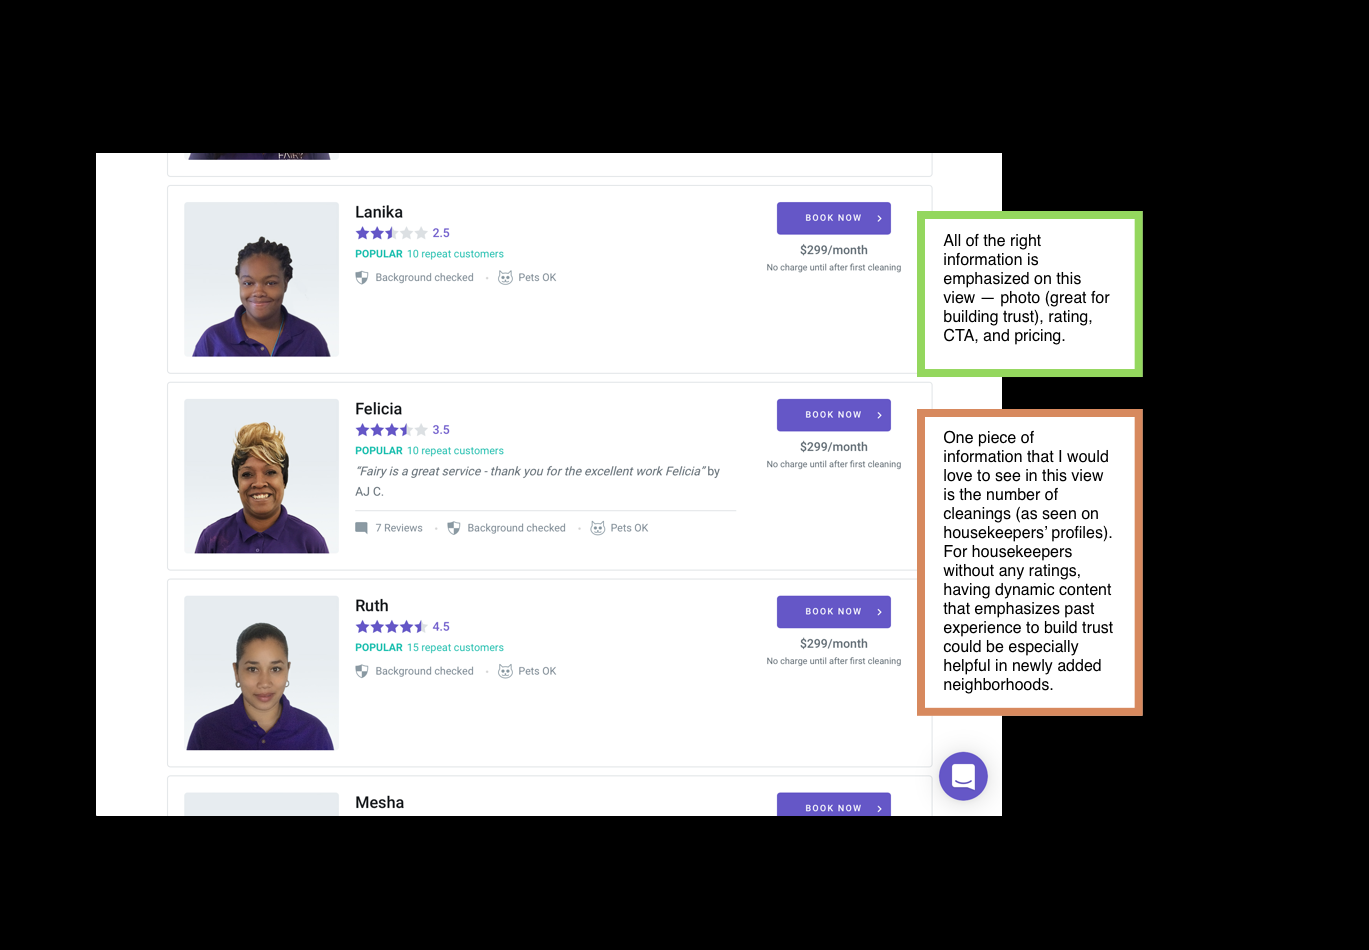 FAIRY
Lanika
2.5
POPULAR 10 repeat customers
Background checked · Pets OK
BOOK NOW
$299/month
No charge until after first cleaning
Felicia
3.5
POPULAR 10 repeat customers
“Fairy is a great service - thank you for the excellent work Felicia” by
AJ C.
7 Reviews · Background checked · Pets OK
BOOK NOW
$299/month
No charge until after first cleaning
Ruth
4.5
POPULAR 15 repeat customers
Background checked · Pets OK
BOOK NOW
$299/month
No charge until after first cleaning
Mesha
BOOK NOW
All of the right
information is
emphasized on this
view — photo (great for
building trust), rating,
CTA, and pricing.
One piece of
information that I would
love to see in this view
is the number of
cleanings (as seen on
housekeepers’ profiles).
For housekeepers
without any ratings,
having dynamic content
that emphasizes past
experience to build trust
could be especially
helpful in newly added
neighborhoods.